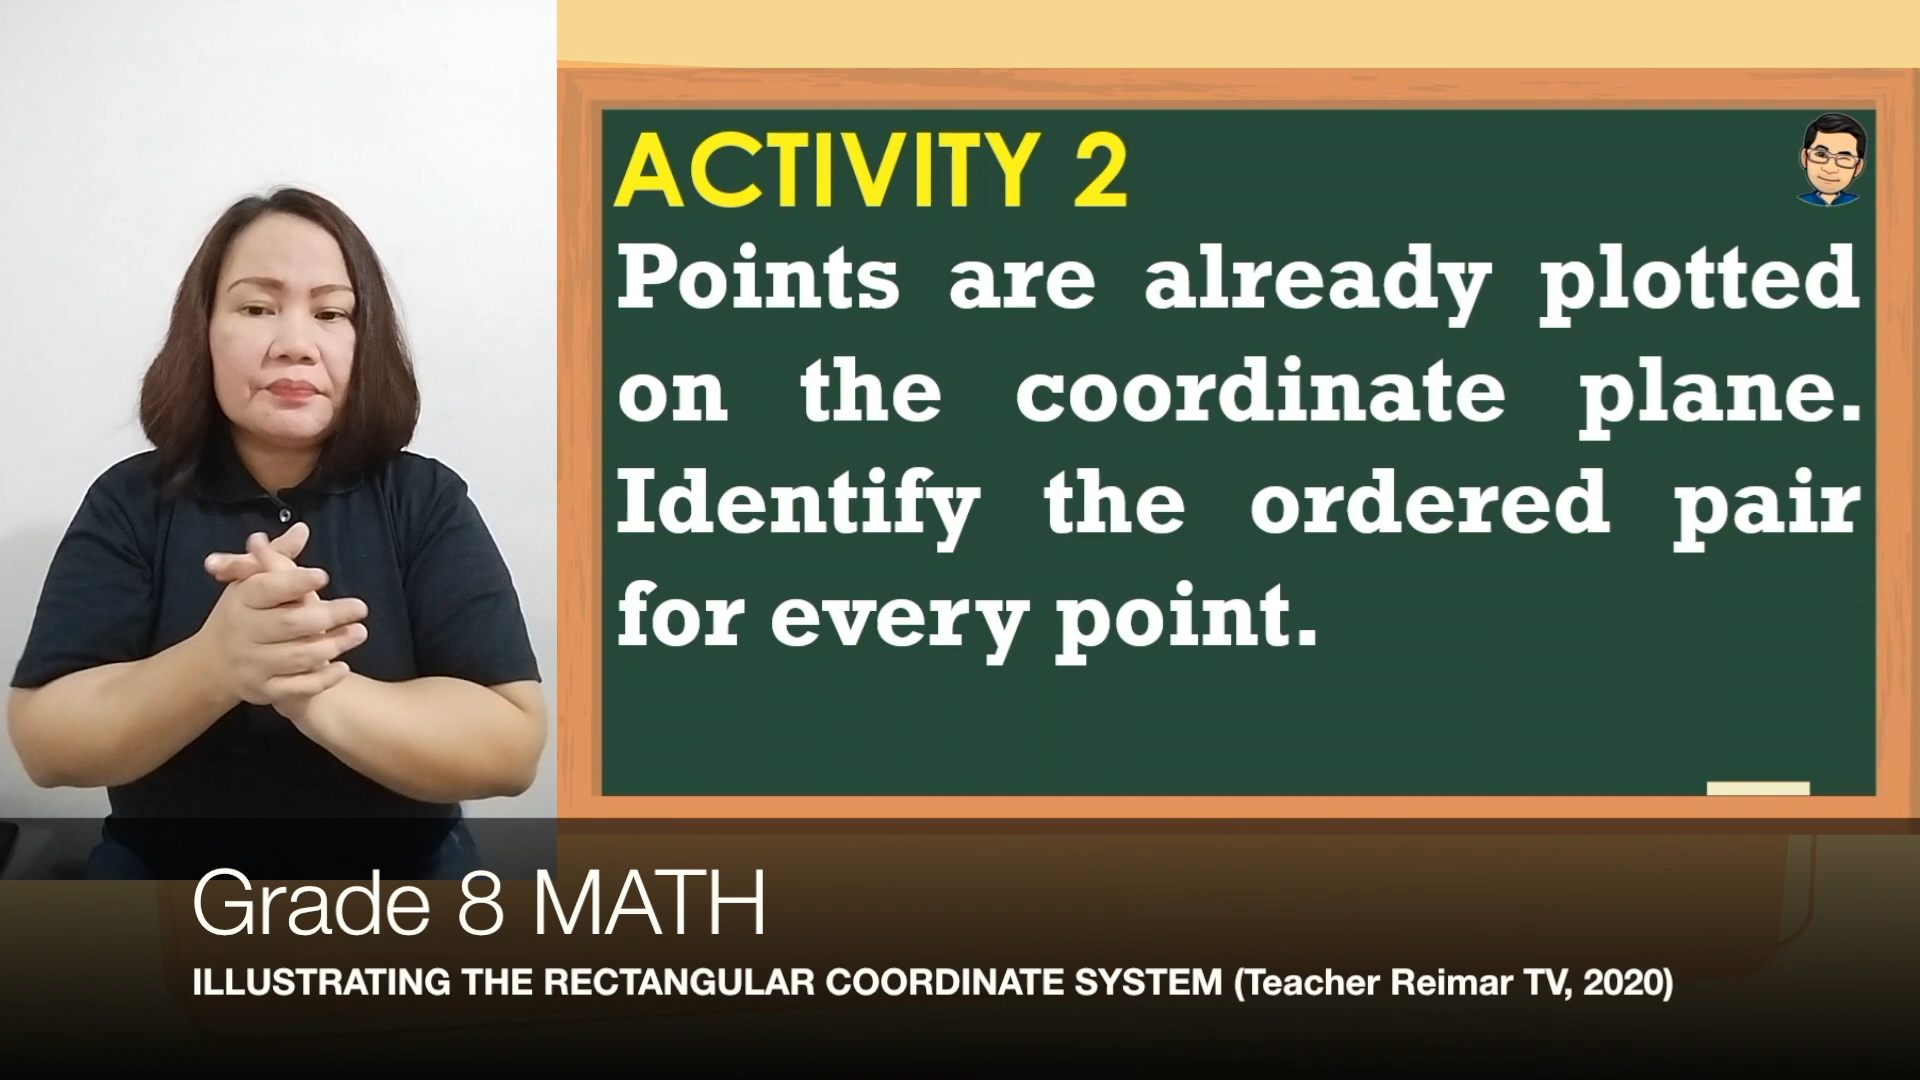 ACTIVITY 2
Points are already plotted
on the coordinate plane.
Identify the ordered pair
for every point.
Grade 8 MATH
ILLUSTRATING THE RECTANGULAR COORDINATE SYSTEM (Teacher Reimar TV, 2020)